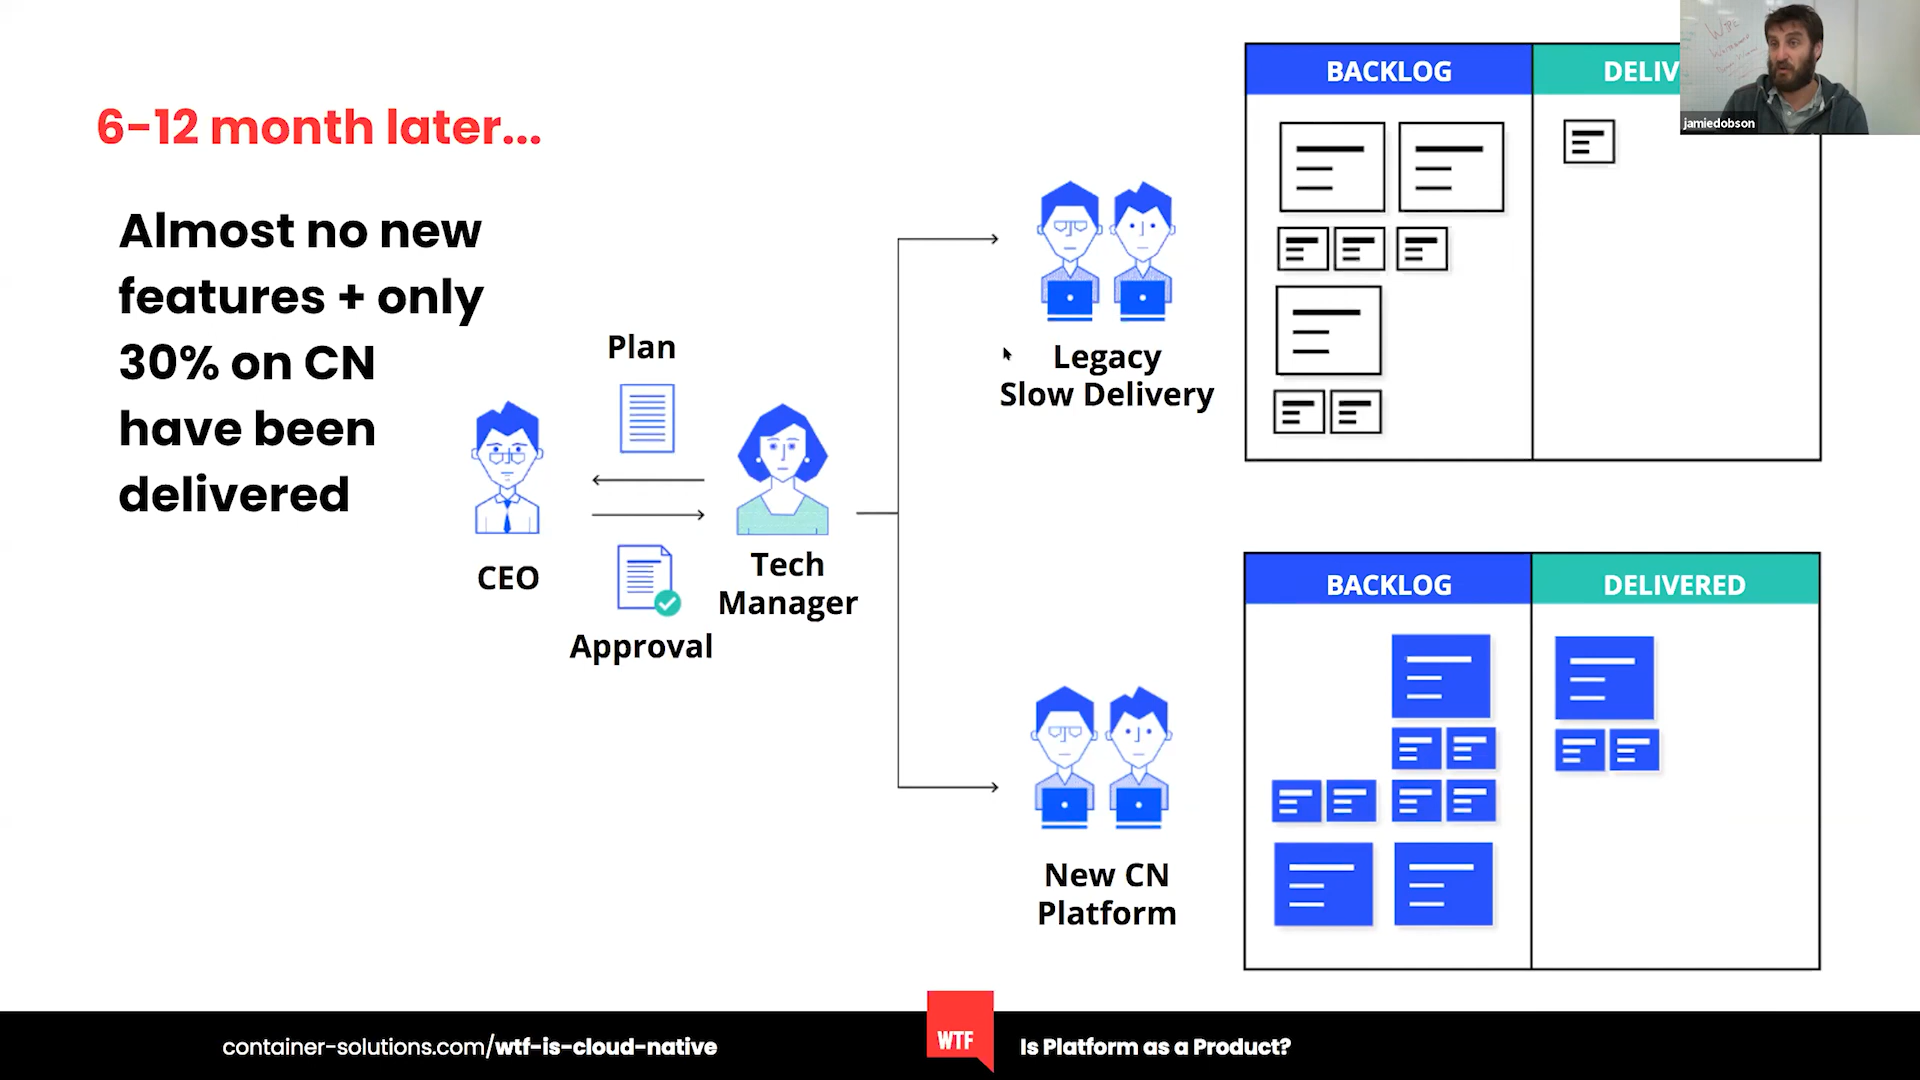 6-12 month later...
Almost no new
features + only
30% on CN
have been
delivered
Plan
CEO
Approval
Tech
Manager
Legacy
Slow Delivery
New CN
Platform
BACKLOG
DELIV
BACKLOG
DELIVERED
jamiedobson
container-solutions.com/wtf-is-cloud-native
WTF
Is Platform as a Product?